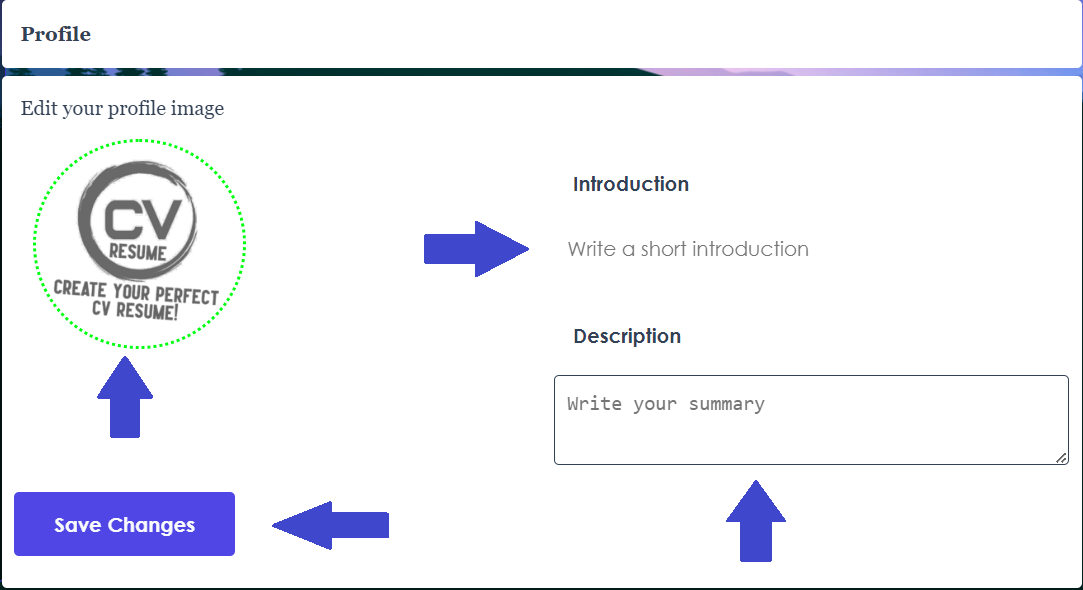 Profile
Edit your profile image
CV
RESUME
CREATE YOUR PERFECT
CV RESUME!
Introduction
Write a short introduction
Description
Write your summary
Save Changes